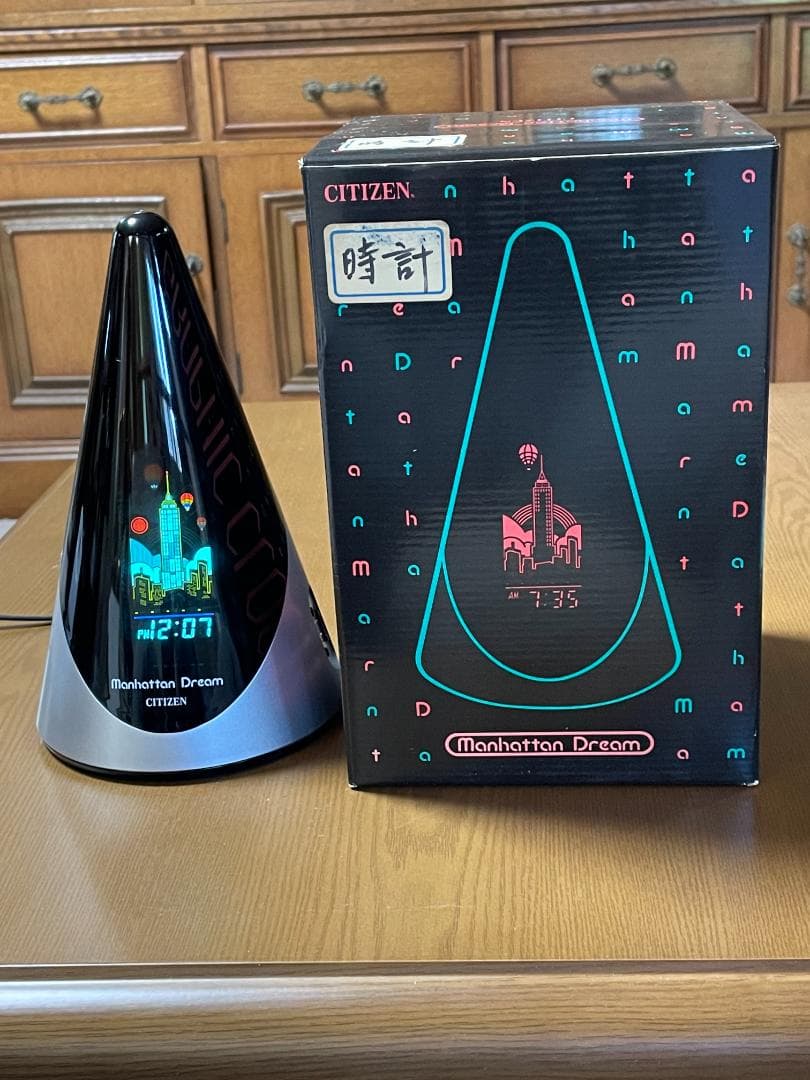 PM 12:07
Manhattan Dream
CITIZEN
CITIZEN
n h a t t a
時計
m h a t
r e a a n h
n D r m m a
t a a m
a t r e
n h n D
AM 7:35
m a t a
a t
r h
n D m a
Manhattan Dream
t a a m